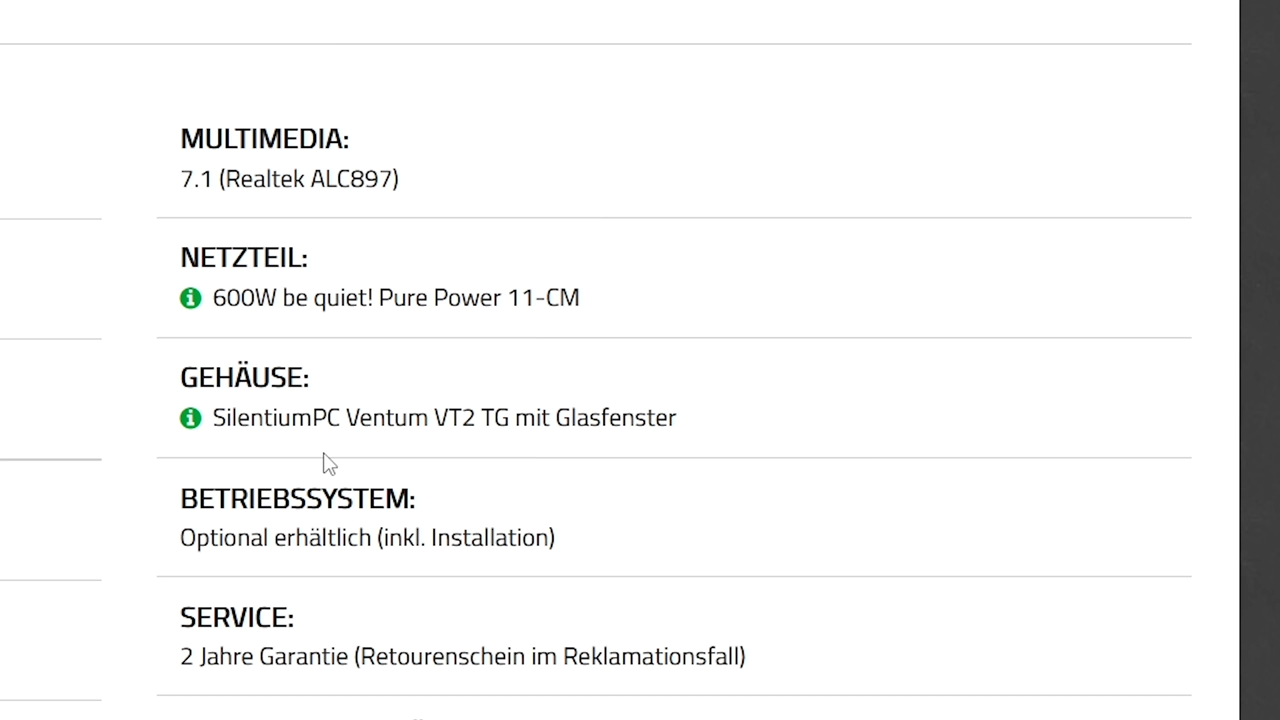 MULTIMEDIA:
7.1 (Realtek ALC897)
NETZTEIL:
600W be quiet! Pure Power 11-CM
GEHÄUSE:
SilentiumPC Ventum VT2 TG mit Glasfenster
BETRIEBSSYSTEM:
Optional erhältlich (inkl. Installation)
SERVICE:
2 Jahre Garantie (Retourenschein im Reklamationsfall)